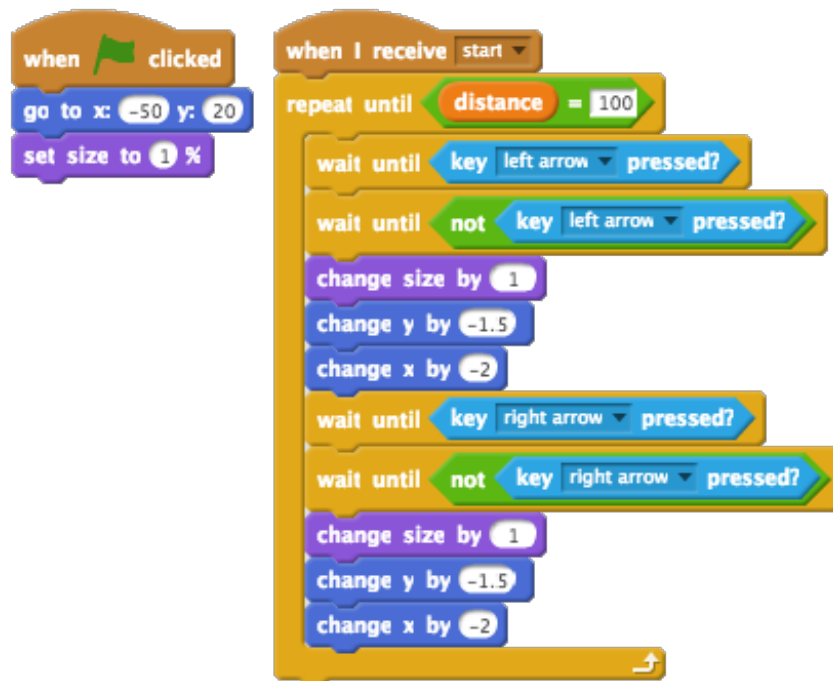 when clicked
go to x: -50 y: 20
set size to 1 %
when I receive start
repeat until distance = 100
wait until key left arrow pressed?
wait until not key left arrow pressed?
change size by 1
change y by -1.5
change x by -2
wait until key right arrow pressed?
wait until not key right arrow pressed?
change size by 1
change y by -1.5
change x by -2